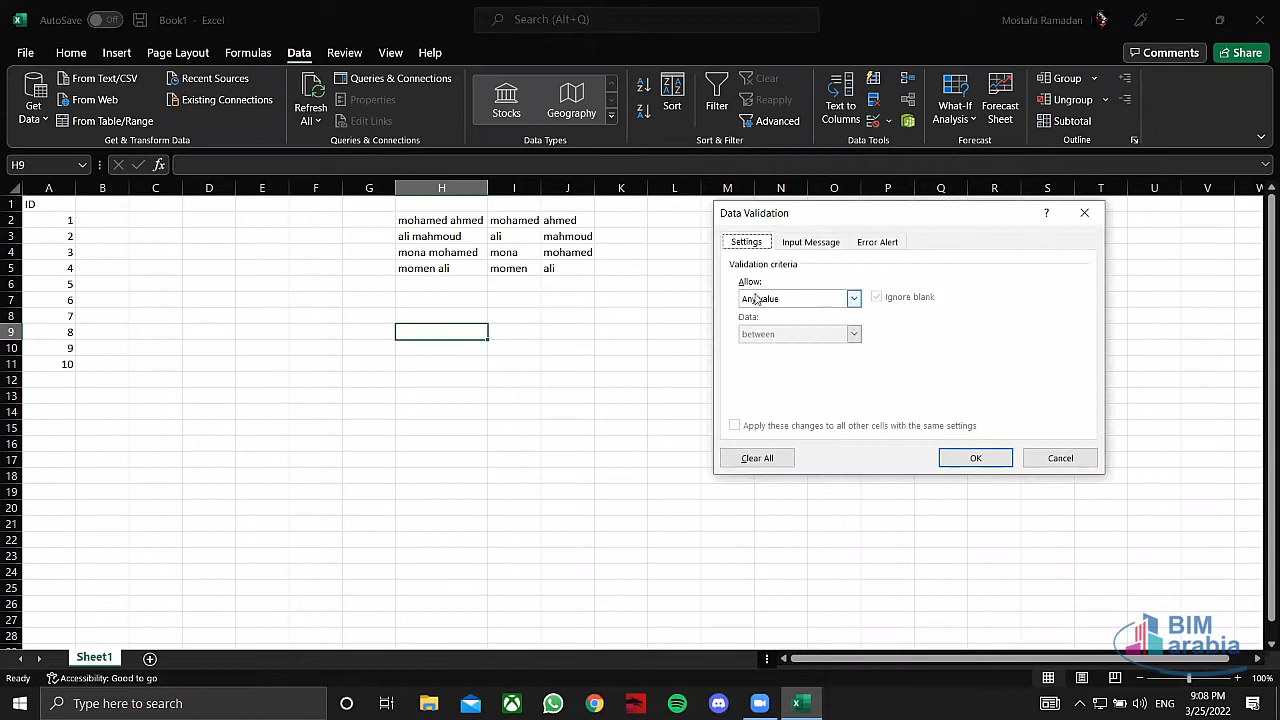 AutoSave Off Book1 - Excel Search (Alt+Q) Mostafa Ramadan
File Home Insert Page Layout Formulas Data Review View Help Comments Share
Get Data
From Text/CSV
From Web
From Table/Range
Recent Sources
Existing Connections
Get & Transform Data
Refresh All
Queries & Connections
Properties
Edit Links
Queries & Connections
Stocks
Geography
Data Types
Sort
Filter
Clear
Reapply
Advanced
Sort & Filter
Text to Columns
Data Tools
What-If Analysis
Forecast Sheet
Forecast
Group
Ungroup
Subtotal
Outline
H9 fx
A B C D E F G H I J K L M N O P Q R S T U V W
1 ID
2 1 mohamed ahmed mohamed ahmed
3 2 ali mahmoud ali mahmoud
4 3 mona mohamed mona mohamed
5 4 momen ali momen ali
6 5
7 6
8 7
9 8
10 9
11 10
12
13
14
15
16
17
18
19
20
21
22
23
24
25
26
27
28
Data Validation ?
Settings Input Message Error Alert
Validation criteria
Allow:
Any value Ignore blank
Data:
between
Apply these changes to all other cells with the same settings
Clear All OK Cancel
BIM
arabia
Sheet1
Ready Accessibility: Good to go 100%
Type here to search
ENG
9:08 PM
3/25/2022